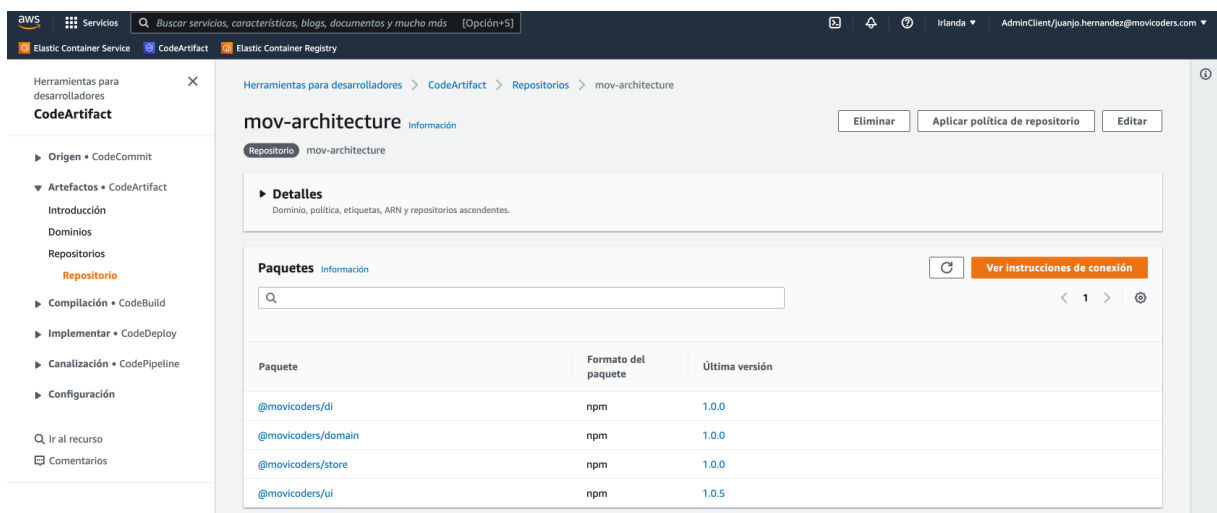 aws
Servicios
Buscar servicios, características, blogs, documentos y mucho más [Opción+S]
Irlanda ▼
AdminClient/juanjo.hernandez@movicoders.com ▼
Elastic Container Service
CodeArtifact
Elastic Container Registry
Herramientas para
desarrolladores
CodeArtifact
Origen • CodeCommit
Artefactos • CodeArtifact
Introducción
Dominios
Repositorios
Repositorio
Compilación • CodeBuild
Implementar • CodeDeploy
Canalización • CodePipeline
Configuración
Ir al recurso
Comentarios
Herramientas para desarrolladores > CodeArtifact > Repositorios > mov-architecture
mov-architecture Información
Eliminar
Aplicar política de repositorio
Editar
Repositorio mov-architecture
Detalles
Dominio, política, etiquetas, ARN y repositorios ascendentes.
Paquetes Información
Ver instrucciones de conexión
< 1 >
Paquete
Formato del
paquete
Última versión
@movicoders/di npm 1.0.0
@movicoders/domain npm 1.0.0
@movicoders/store npm 1.0.0
@movicoders/ui npm 1.0.5